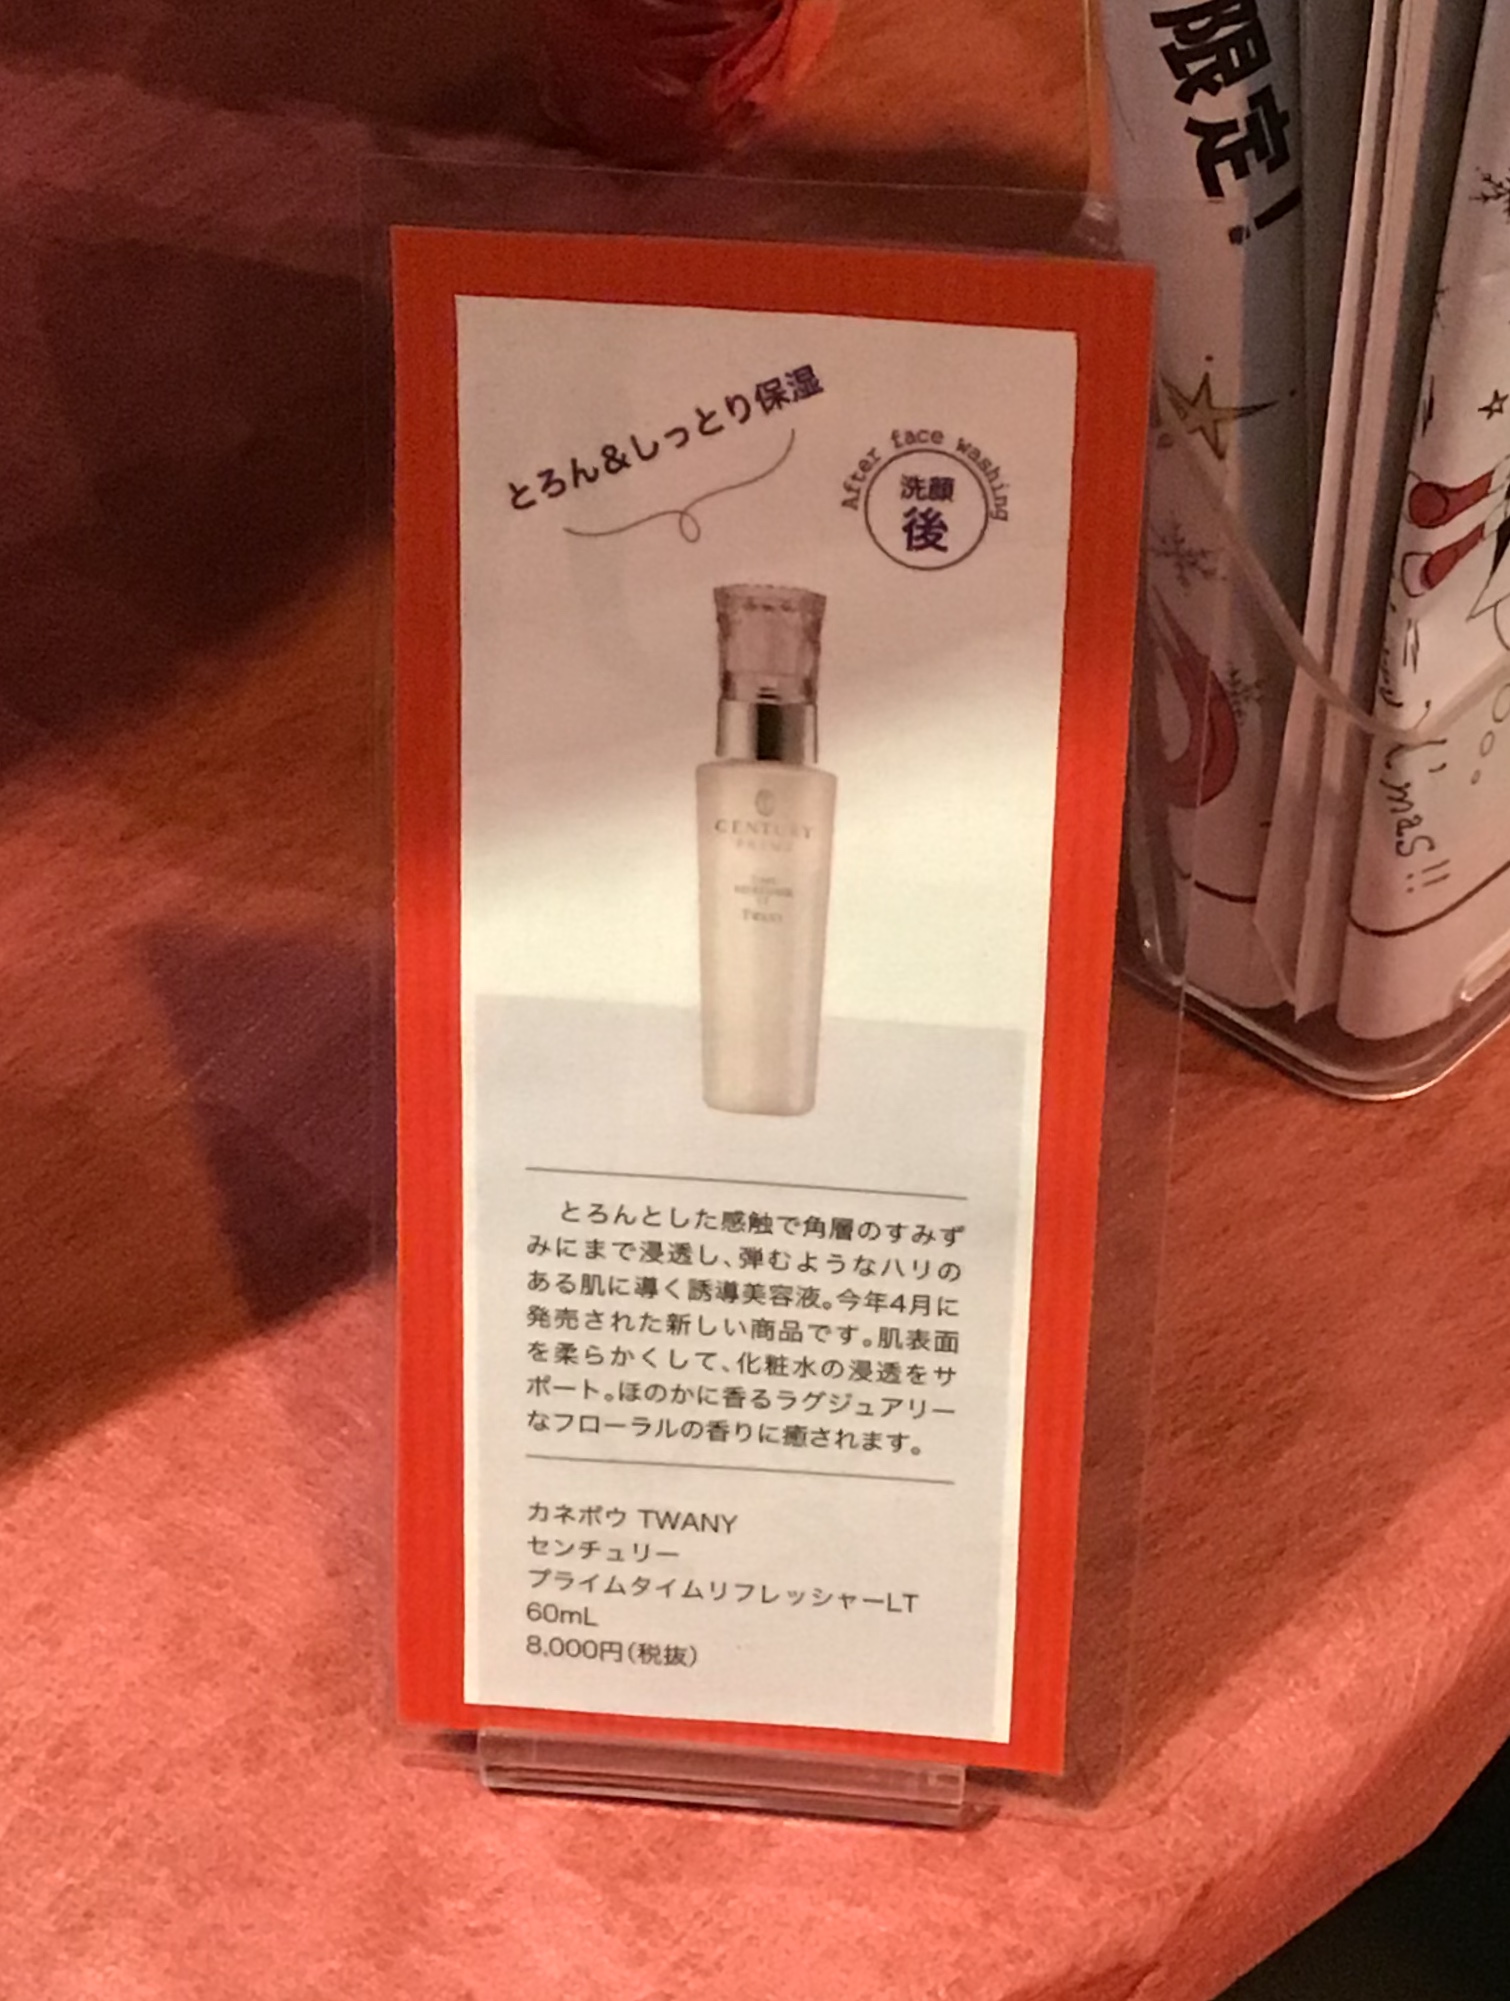 限定!
とろん&しっとり保湿
After face washing
洗顔
後
CENTURY
とろんとした感触で角層のすみず
みにまで浸透し、弾むようなハリの
ある肌に導く誘導美容液。今年4月に
発売された新しい商品です。肌表面
を柔らかくして、化粧水の浸透をサ
ポート。ほのかに香るラグジュアリー
なフローラルの香りに癒されます。
カネボウ TWANY
センチュリー
プライムタイムリフレッシャーLT
60mL
8,000円(税抜)
X'mas!!